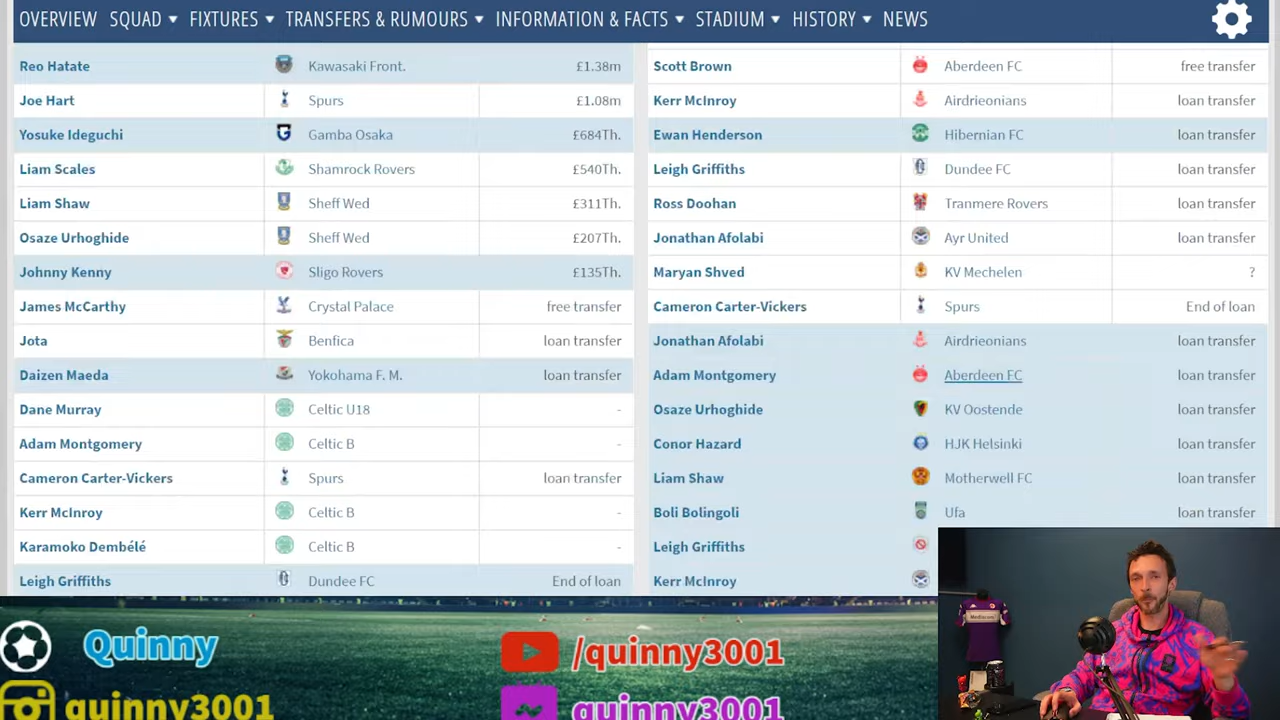 OVERVIEW SQUAD FIXTURES TRANSFERS & RUMOURS INFORMATION & FACTS STADIUM HISTORY NEWS
Reo Hatate Kawasaki Front. £1.38m
Joe Hart Spurs £1.08m
Yosuke Ideguchi Gamba Osaka £684Th.
Liam Scales Shamrock Rovers £540Th.
Liam Shaw Sheff Wed £311Th.
Osaze Urhoghide Sheff Wed £207Th.
Johnny Kenny Sligo Rovers £135Th.
James McCarthy Crystal Palace free transfer
Jota Benfica loan transfer
Daizen Maeda Yokohama F. M. loan transfer
Dane Murray Celtic U18 -
Adam Montgomery Celtic B -
Cameron Carter-Vickers Spurs loan transfer
Kerr McInroy Celtic B -
Karamoko Dembélé Celtic B -
Leigh Griffiths Dundee FC End of loan
Scott Brown Aberdeen FC free transfer
Kerr McInroy Airdrieonians loan transfer
Ewan Henderson Hibernian FC loan transfer
Leigh Griffiths Dundee FC loan transfer
Ross Doohan Tranmere Rovers loan transfer
Jonathan Afolabi Ayr United loan transfer
Maryan Shved KV Mechelen ?
Cameron Carter-Vickers Spurs End of loan
Jonathan Afolabi Airdrieonians loan transfer
Adam Montgomery Aberdeen FC loan transfer
Osaze Urhoghide KV Oostende loan transfer
Conor Hazard HJK Helsinki loan transfer
Liam Shaw Motherwell FC loan transfer
Boli Bolingoli Ufa loan transfer
Leigh Griffiths
Kerr McInroy
Quinny
/quinny3001
quinny3001
quinny3001